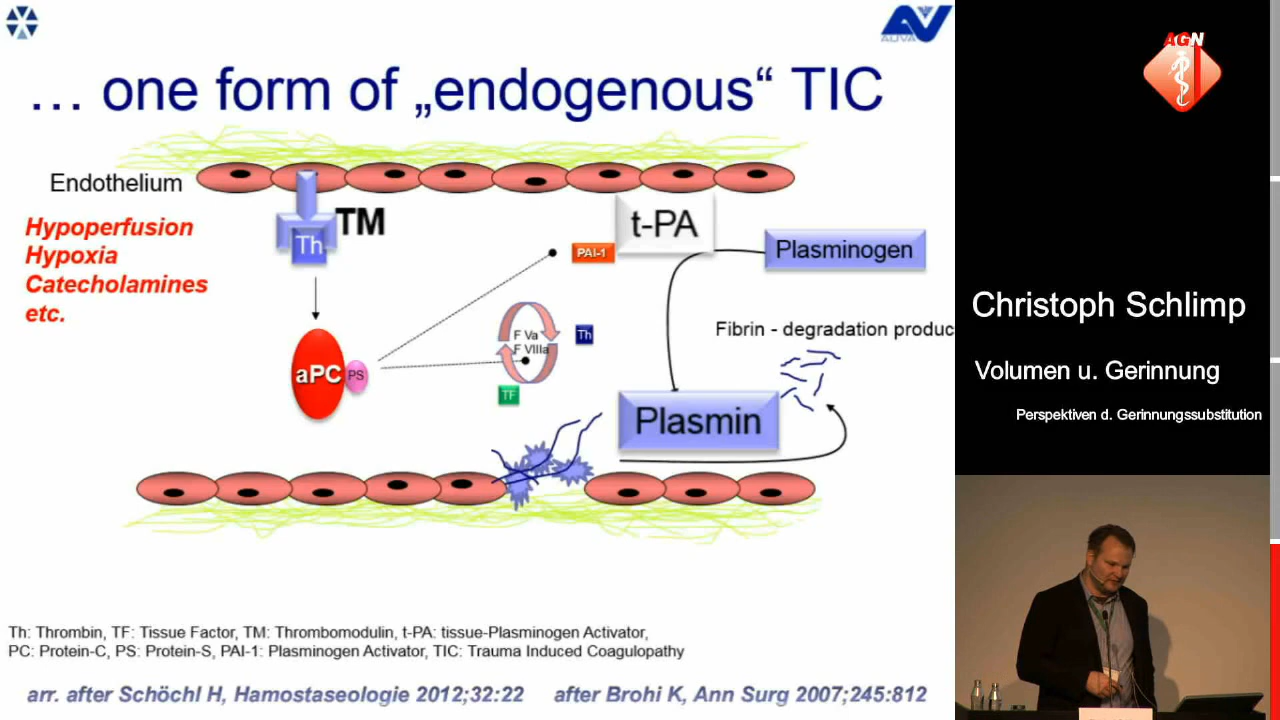 AUVA
AGN
… one form of „endogenous“ TIC
Endothelium
Hypoperfusion
Hypoxia
Catecholamines
etc.
TM
Th
t-PA
PAI-1
Plasminogen
F Va
F VIIIa
Th
Fibrin - degradation produc
aPC
PS
TF
Plasmin
Th: Thrombin, TF: Tissue Factor, TM: Thrombomodulin, t-PA: tissue-Plasminogen Activator,
PC: Protein-C, PS: Protein-S, PAI-1: Plasminogen Activator, TIC: Trauma Induced Coagulopathy
arr. after Schöchl H, Hamostaseologie 2012;32:22 after Brohi K, Ann Surg 2007;245:812
Christoph Schlimp
Volumen u. Gerinnung
Perspektiven d. Gerinnungssubstitution